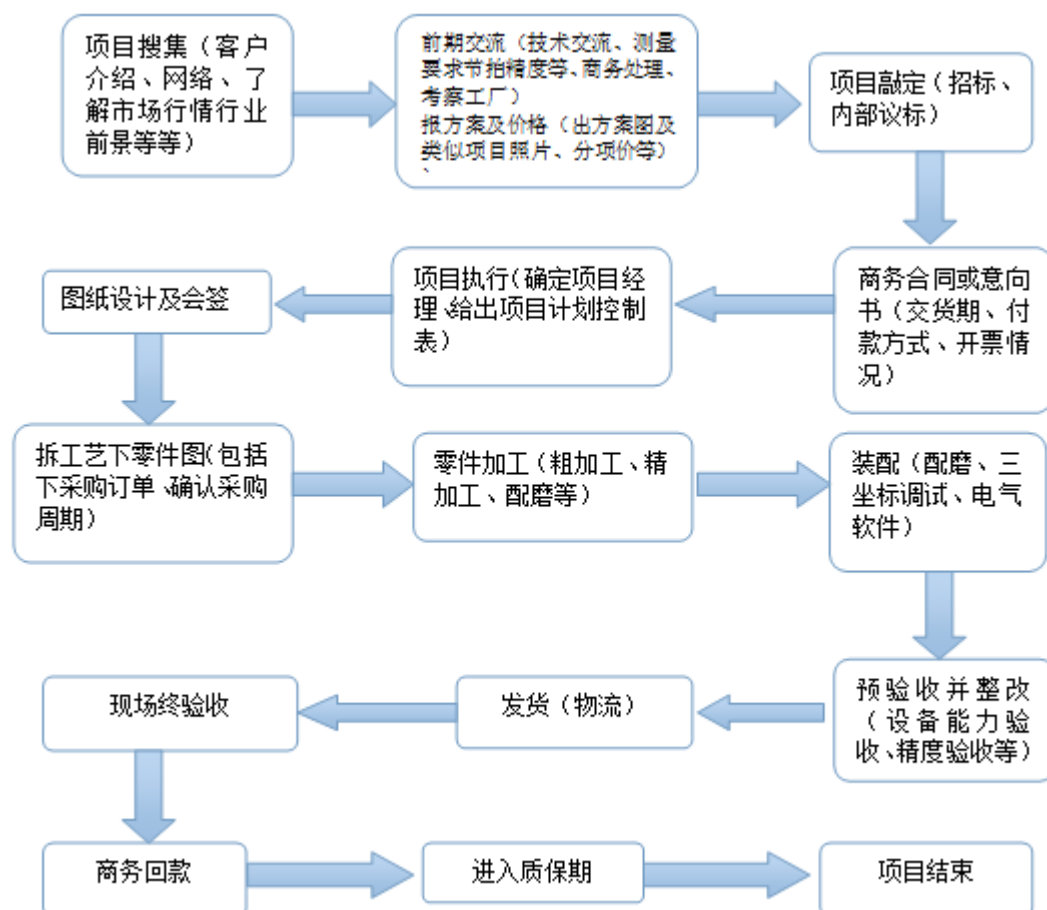 项目搜集（客户
介绍、网络、了
解市场行情行业
前景等等）
前期交流（技术交流、测量
要求节拍精度等、商务处理、
考察工厂）
报方案及价格（出方案图及
类似项目照片、分项价等）
、
项目敲定（招标、
内部议标）
商务合同或意向
书（交货期、付
款方式、开票情
况）
项目执行（确定项目经
理、给出项目计划控制
表）
图纸设计及会签
拆工艺下零件图（包括
下采购订单、确认采购
周期）
零件加工（粗加工、精
加工、配磨等）
装配（配磨、三
坐标调试、电气
软件）
预验收并整改
（设备能力验
收、精度验收等）
发货（物流）
现场终验收
商务回款
进入质保期
项目结束